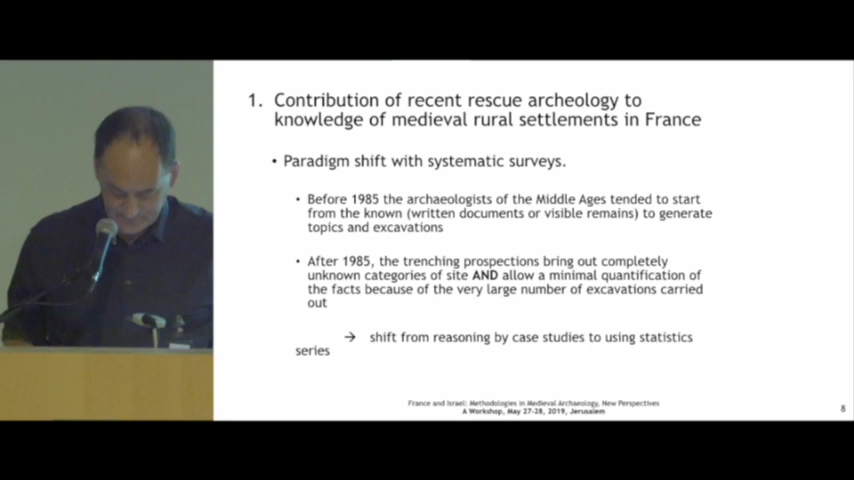 1. Contribution of recent rescue archeology to
knowledge of medieval rural settlements in France
• Paradigm shift with systematic surveys.
• Before 1985 the archaeologists of the Middle Ages tended to start
from the known (written documents or visible remains) to generate
topics and excavations
• After 1985, the trenching prospections bring out completely
unknown categories of site AND allow a minimal quantification of
the facts because of the very large number of excavations carried
out
→ shift from reasoning by case studies to using statistics
series
France and Israel: Methodologies in Medieval Archaeology, New Perspectives
A Workshop, May 27-28, 2019, Jerusalem
8